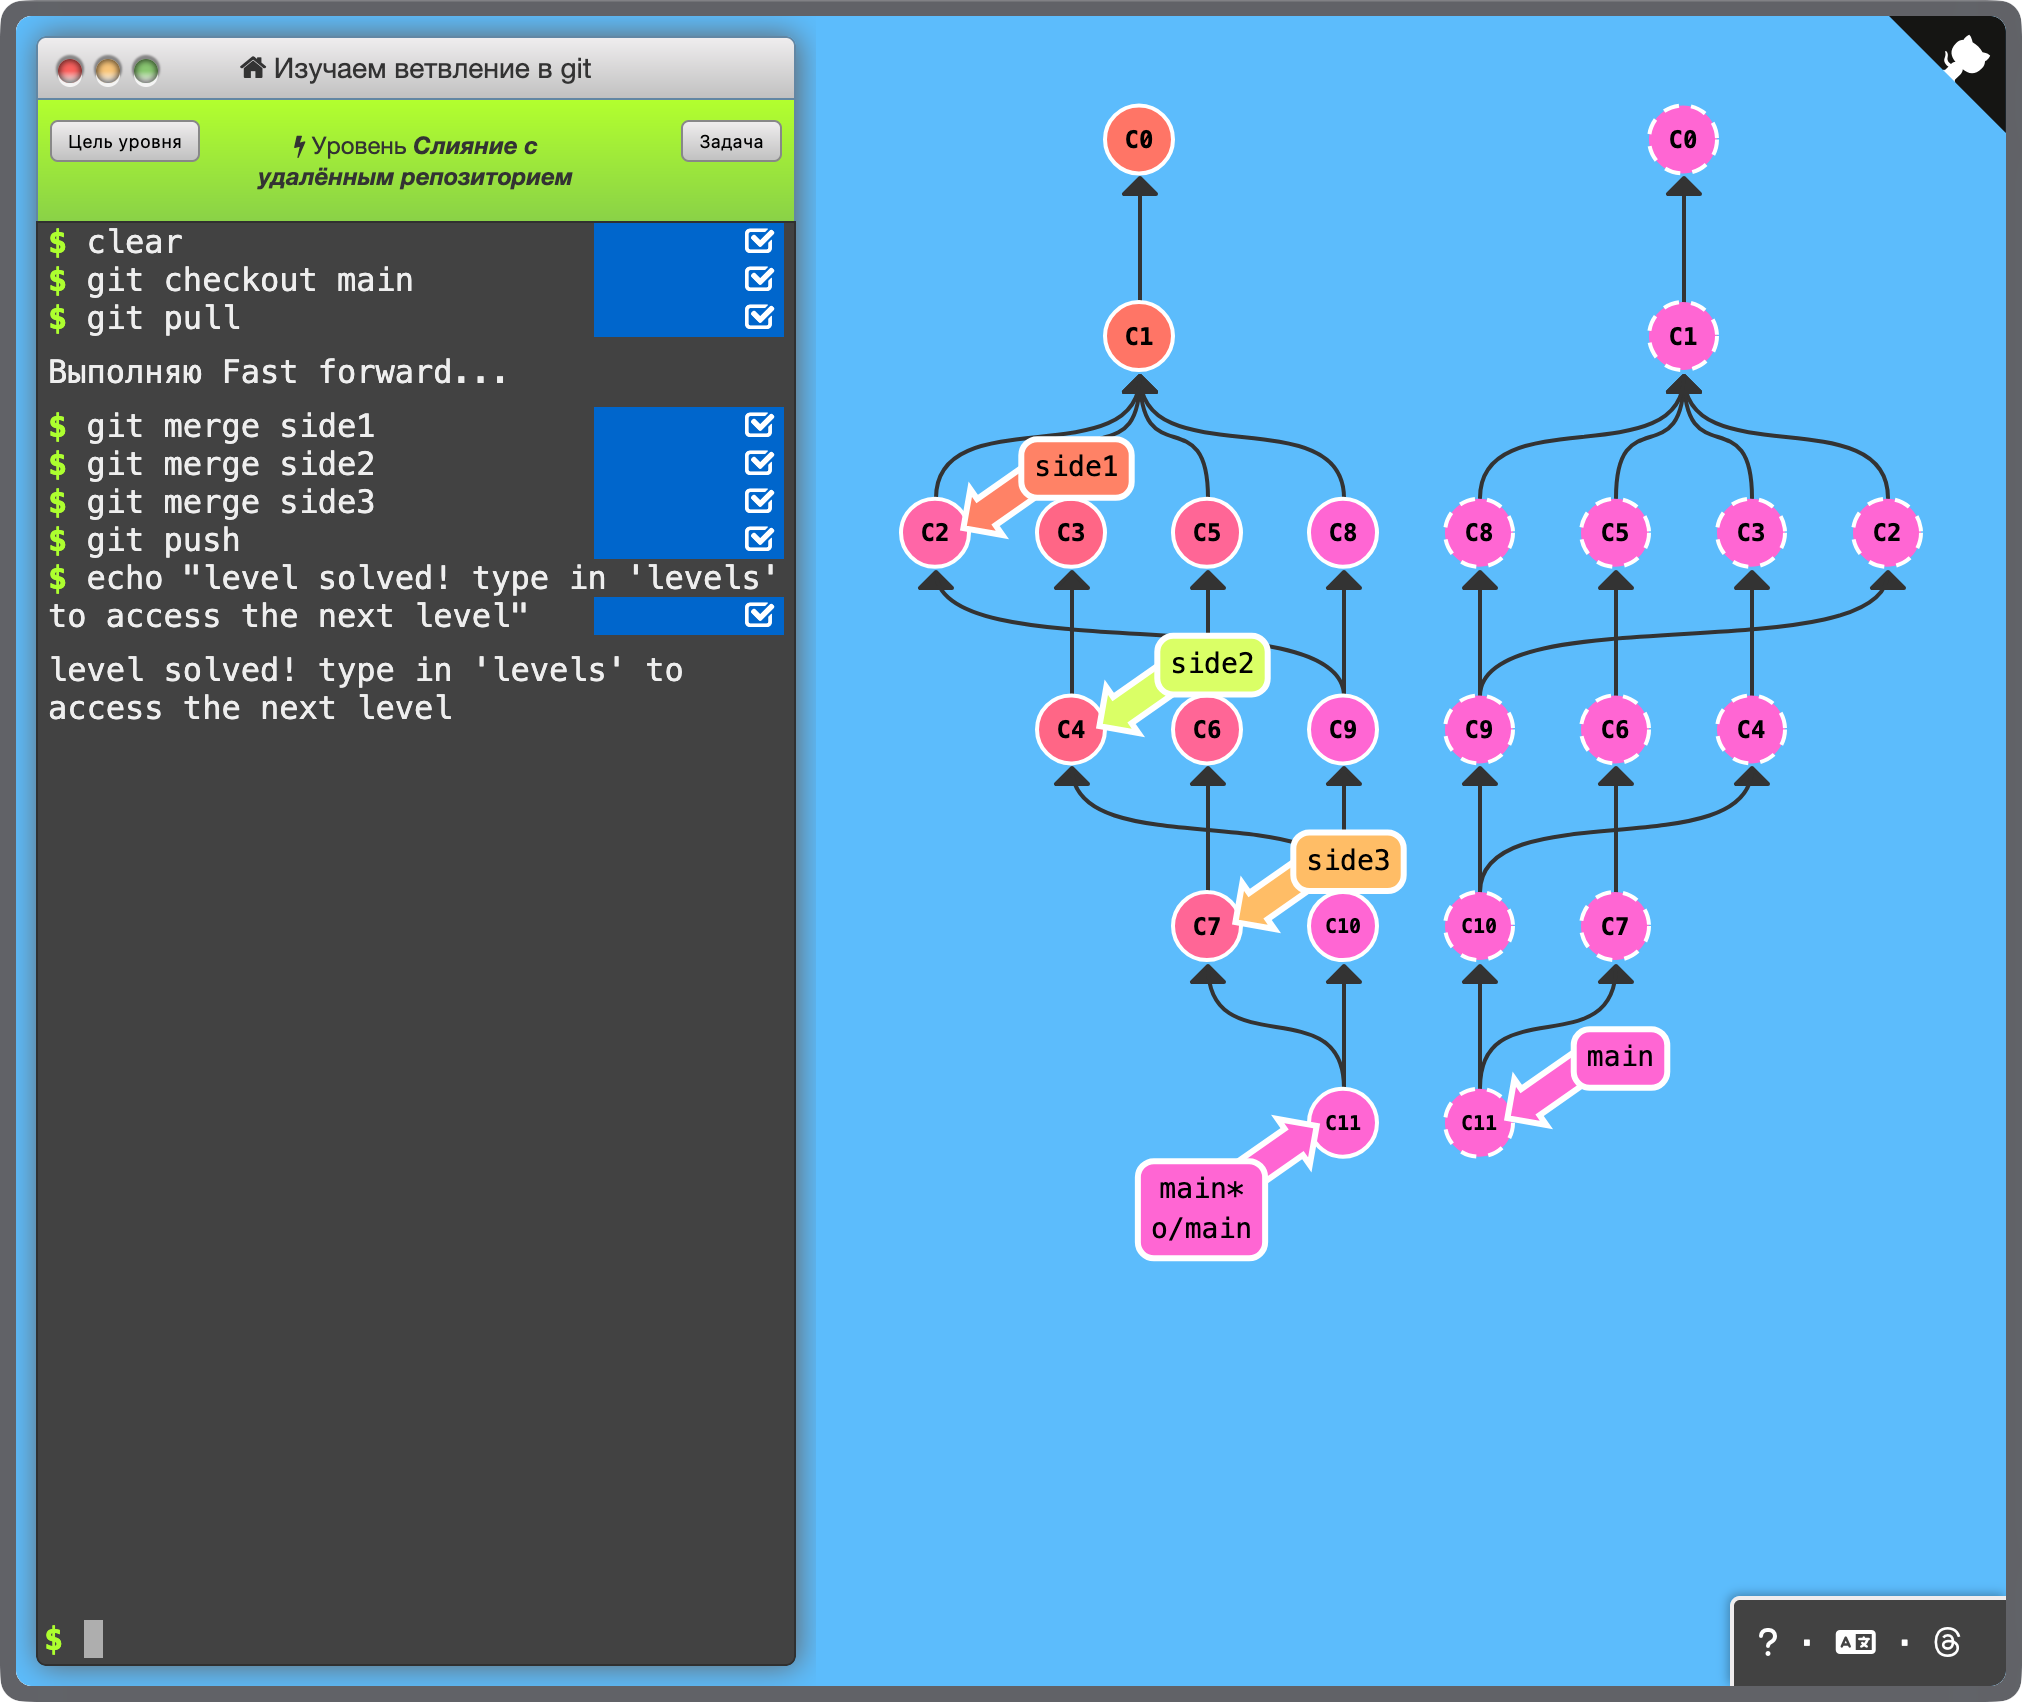 Изучаем ветвление в git
Цель уровня
Уровень Слияние с
удалённым репозиторием
Задача
$ clear
$ git checkout main
$ git pull
Выполняю Fast forward...
$ git merge side1
$ git merge side2
$ git merge side3
$ git push
$ echo "level solved! type in 'levels'
to access the next level"
level solved! type in 'levels' to
access the next level
$
C0
C0
C1
C1
side1
C2
C3
C5
C8
C8
C5
C3
C2
side2
C4
C6
C9
C9
C6
C4
side3
C7
C10
C10
C7
main
C11
C11
main*
o/main
? · A文 ·